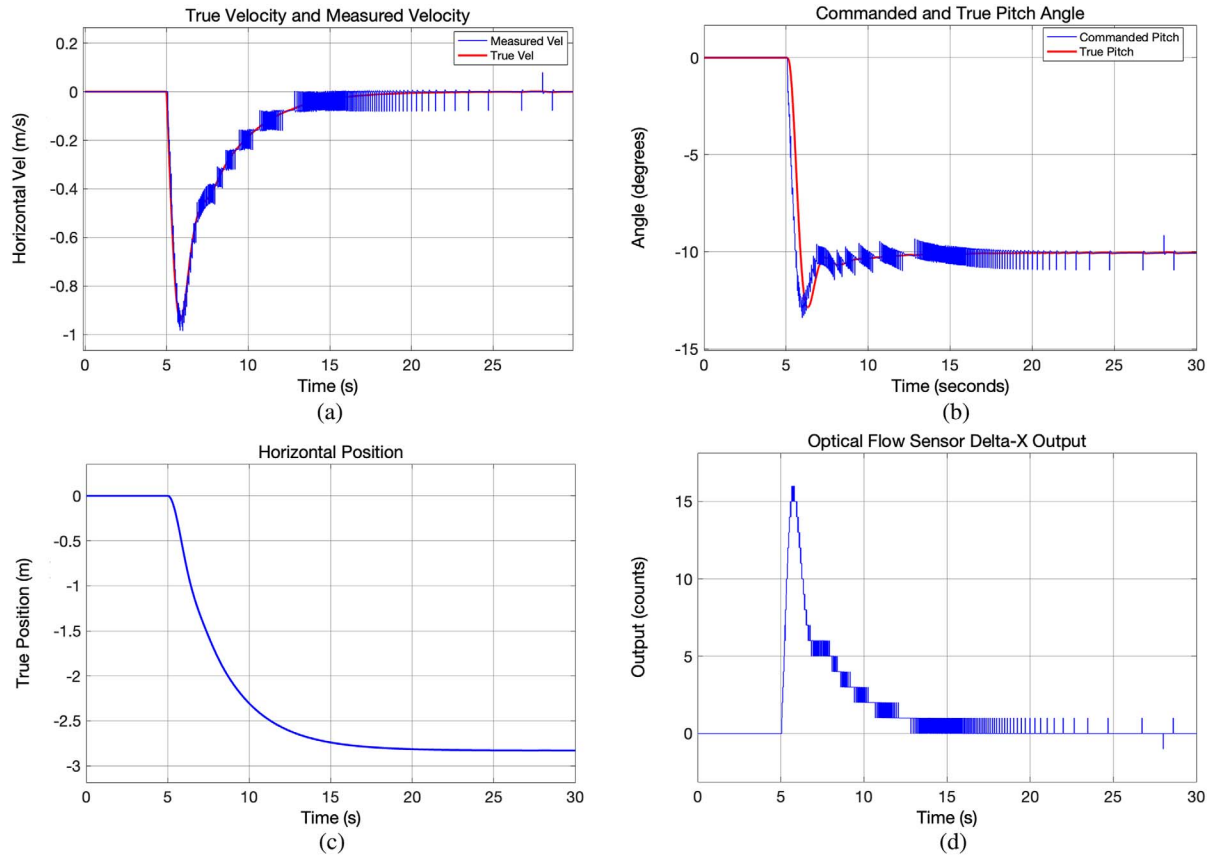 True Velocity and Measured Velocity
0.2
0
-0.2
-0.4
-0.6
-0.8
-1
Horizontal Vel (m/s)
Measured Vel
True Vel
0 5 10 15 20 25
Time (s)
(a)
Commanded and True Pitch Angle
0
-5
-10
-15
Angle (degrees)
Commanded Pitch
True Pitch
0 5 10 15 20 25 30
Time (seconds)
(b)
Horizontal Position
0
-0.5
-1
-1.5
-2
-2.5
-3
True Position (m)
0 5 10 15 20 25 30
Time (s)
(c)
Optical Flow Sensor Delta-X Output
15
10
5
0
Output (counts)
0 5 10 15 20 25 30
Time (s)
(d)